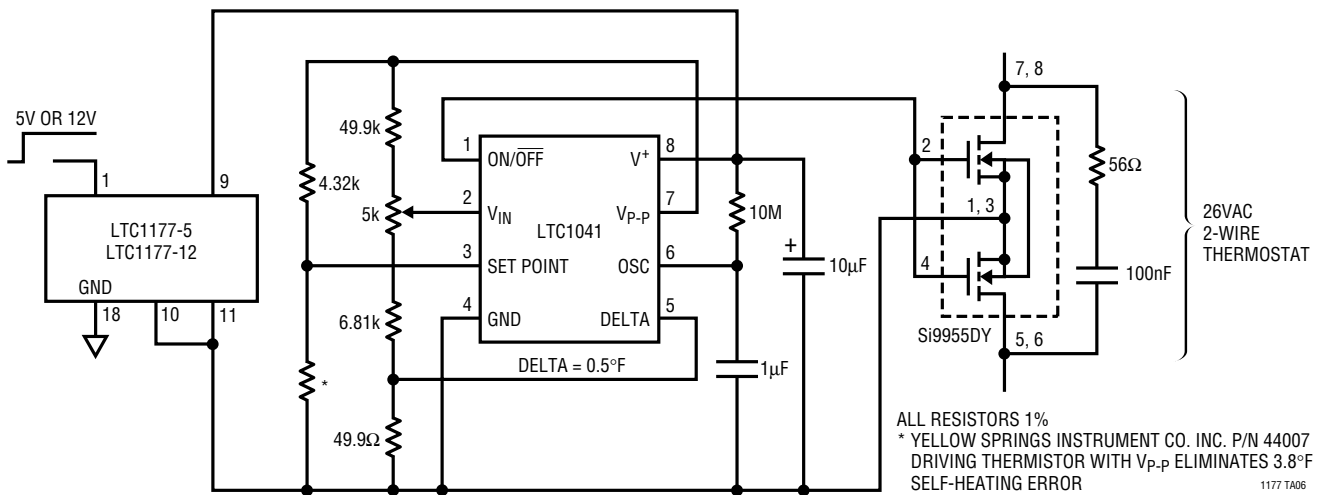 5V OR 12V
1
9
LTC1177-5
LTC1177-12
GND
18
10
11
4.32k
*
49.9k
5k
6.81k
49.9Ω
1
ON/OFF
2
VIN
3
SET POINT
4
GND
LTC1041
V+
8
VP-P
7
OSC
6
DELTA
5
DELTA = 0.5°F
10M
1µF
+
10µF
2
4
1, 3
7, 8
5, 6
Si9955DY
56Ω
100nF
26VAC
2-WIRE
THERMOSTAT
ALL RESISTORS 1%
* YELLOW SPRINGS INSTRUMENT CO. INC. P/N 44007
DRIVING THERMISTOR WITH VP-P ELIMINATES 3.8°F
SELF-HEATING ERROR
1177 TA06